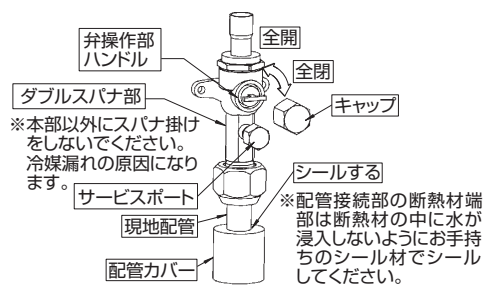 全開
弁操作部
ハンドル
全閉
ダブルスパナ部
キャップ
※本部以外にスパナ掛け
をしないでください。
冷媒漏れの原因になり
ます。
サービスポート
シールする
現地配管
※配管接続部の断熱材端
部は断熱材の中に水が
浸入しないようにお手持
ちのシール材でシール
してください。
配管カバー